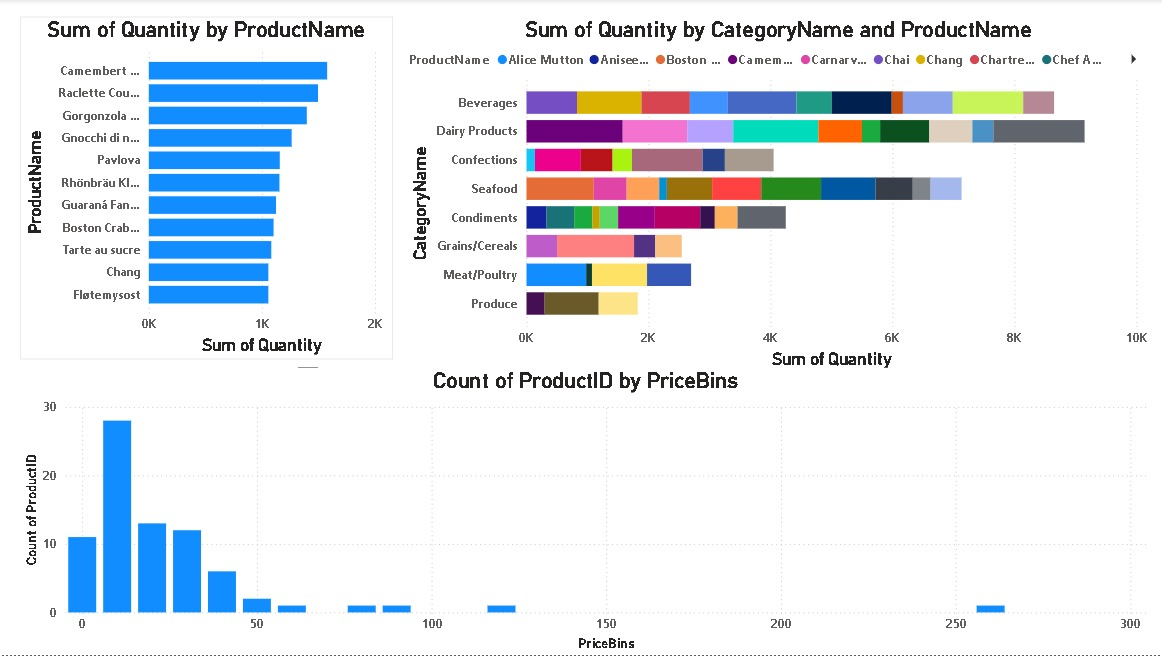 Sum of Quantity by ProductName
ProductName
Camembert ...
Raclette Cou...
Gorgonzola ...
Gnocchi di n...
Pavlova
Rhönbräu Kl...
Guaraná Fan...
Boston Crab...
Tarte au sucre
Chang
Fløtemysost
0K 1K 2K
Sum of Quantity
Sum of Quantity by CategoryName and ProductName
ProductName Alice Mutton Anisee... Boston ... Camem... Carnarv... Chai Chang Chartre... Chef A...
CategoryName
Beverages
Dairy Products
Confections
Seafood
Condiments
Grains/Cereals
Meat/Poultry
Produce
0K 2K 4K 6K 8K 10K
Sum of Quantity
Count of ProductID by PriceBins
Count of ProductID
30
20
10
0
0 50 100 150 200 250 300
PriceBins